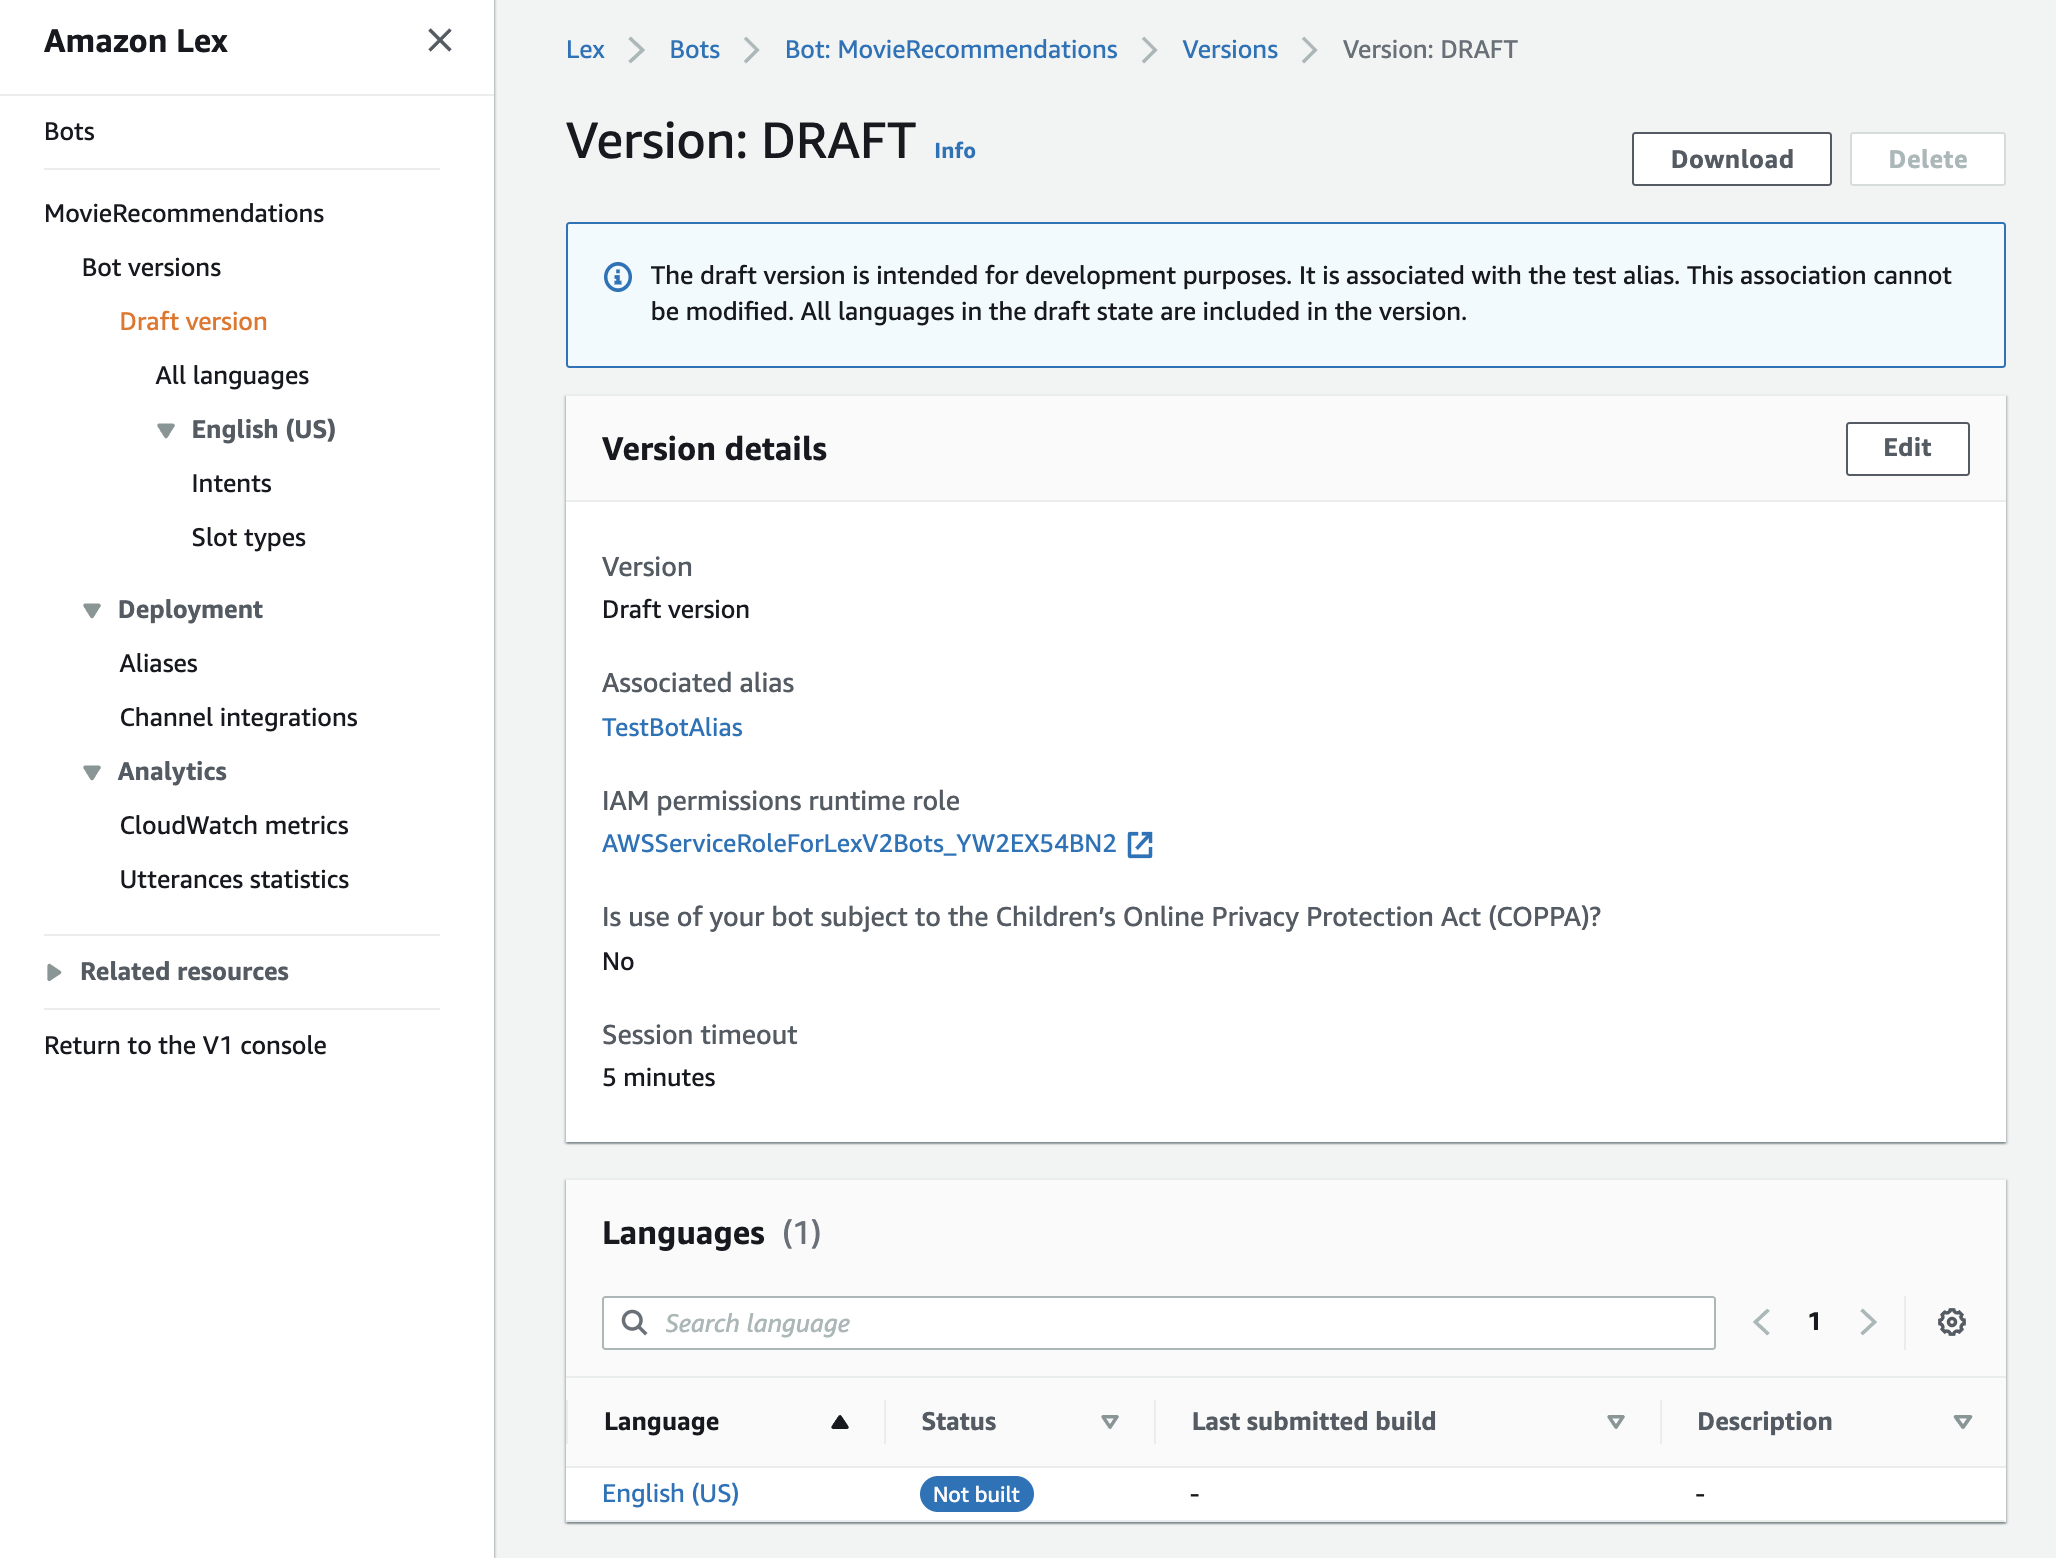 Amazon Lex
Bots
MovieRecommendations
Bot versions
Draft version
All languages
English (US)
Intents
Slot types
Deployment
Aliases
Channel integrations
Analytics
CloudWatch metrics
Utterances statistics
Related resources
Return to the V1 console
Lex Bots Bot: MovieRecommendations Versions Version: DRAFT
Version: DRAFT Info
Download Delete
The draft version is intended for development purposes. It is associated with the test alias. This association cannot
be modified. All languages in the draft state are included in the version.
Version details
Edit
Version
Draft version
Associated alias
TestBotAlias
IAM permissions runtime role
AWSServiceRoleForLexV2Bots_YW2EX54BN2
Is use of your bot subject to the Children’s Online Privacy Protection Act (COPPA)?
No
Session timeout
5 minutes
Languages (1)
Search language 1
Language Status Last submitted build Description
English (US) Not built - -